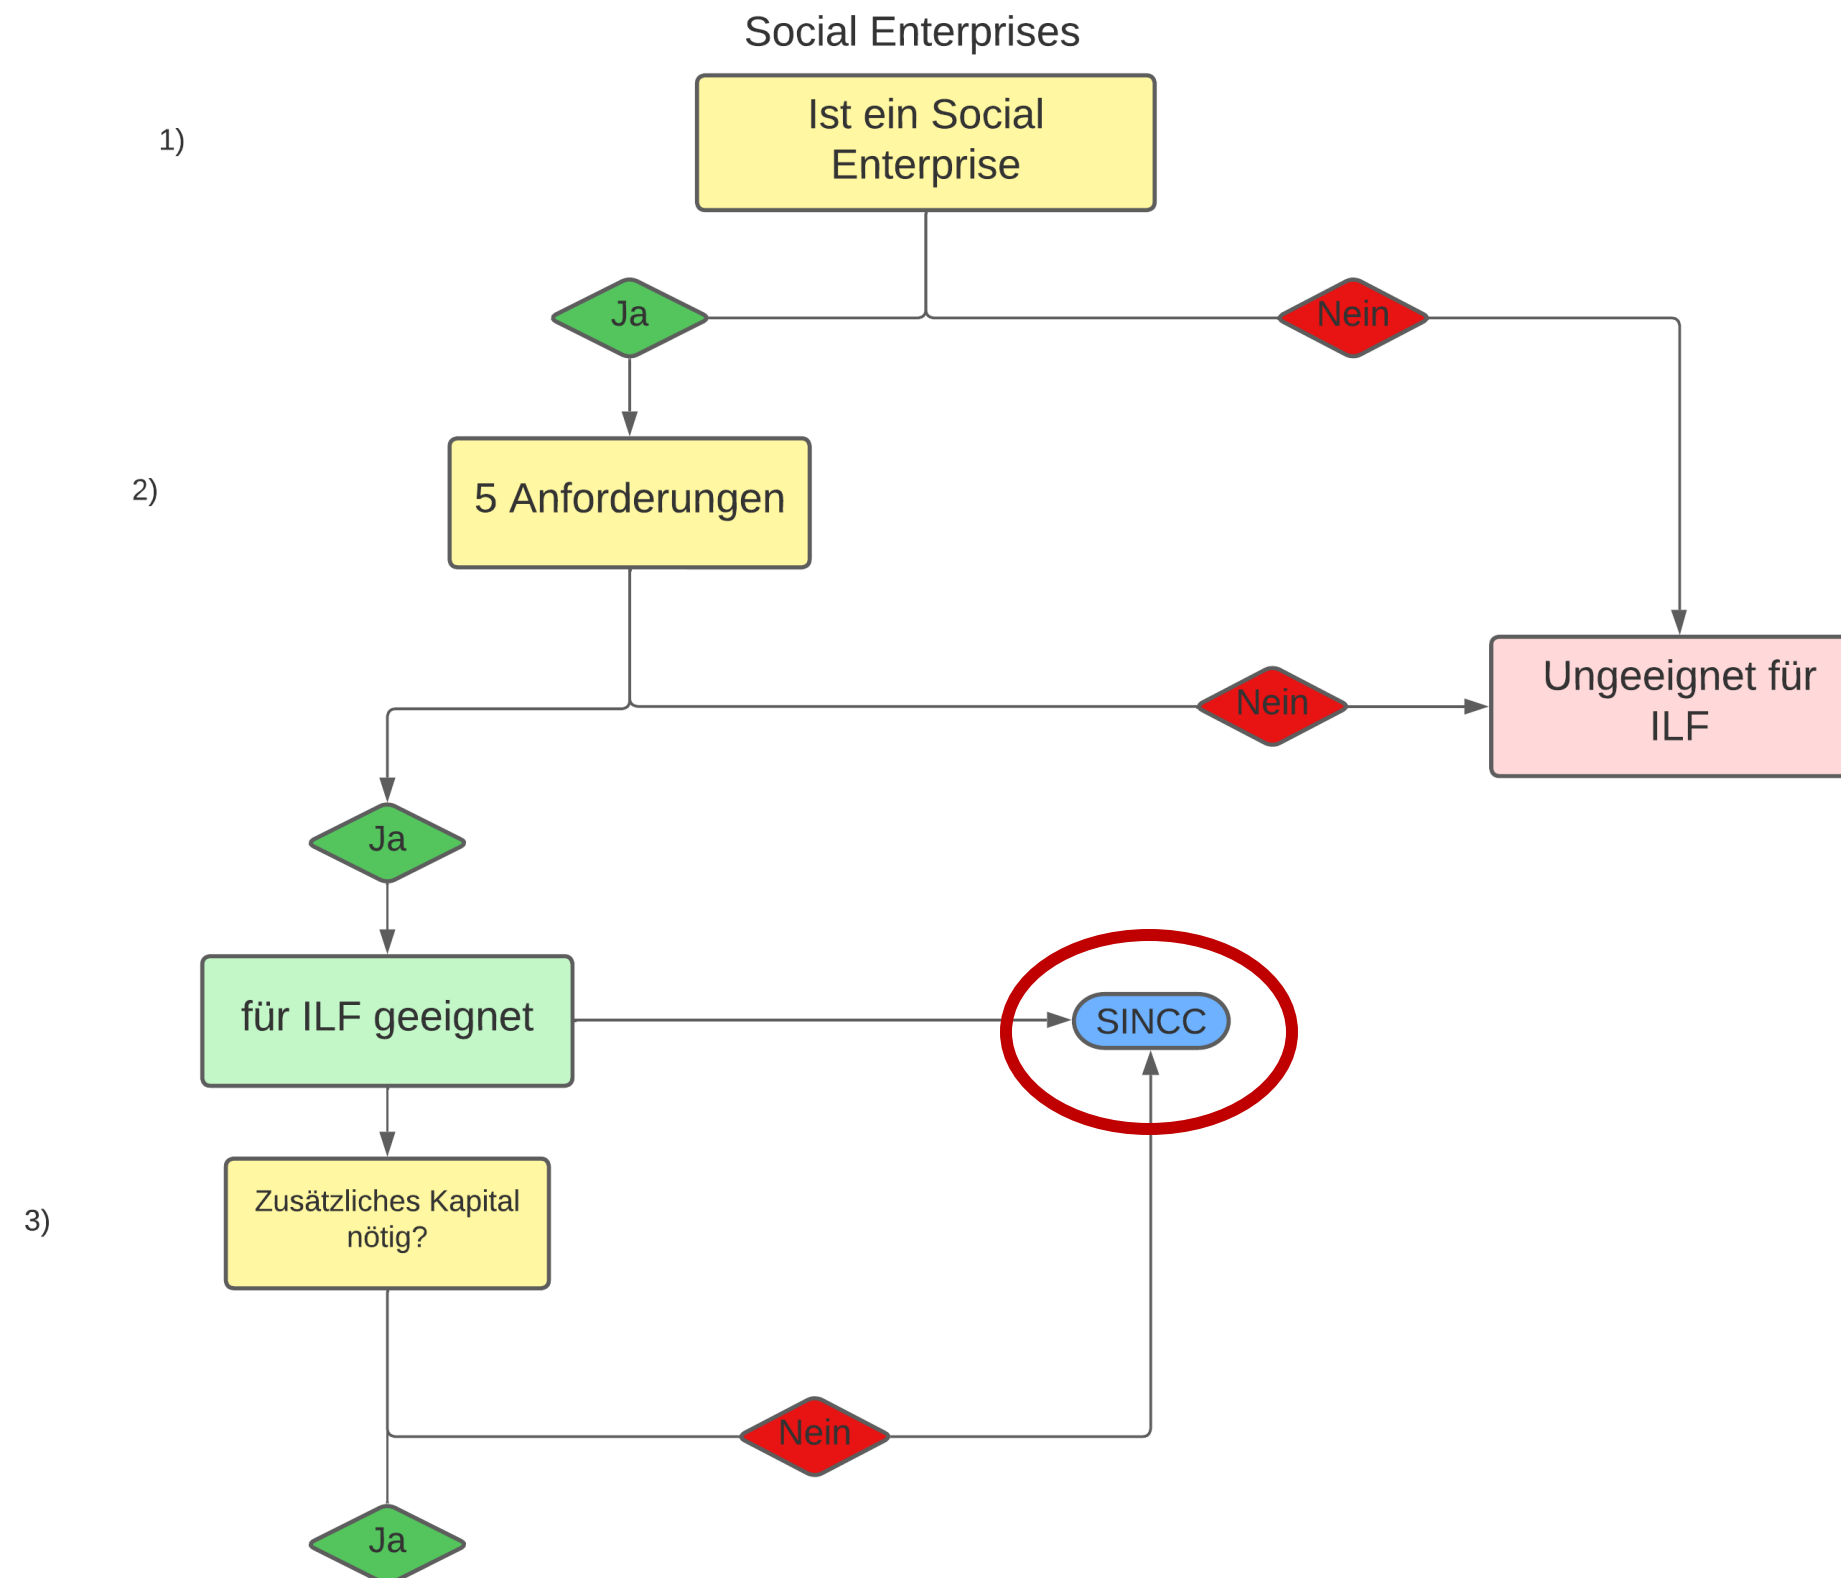 Social Enterprises
1)
Ist ein Social
Enterprise
Ja
Nein
2)
5 Anforderungen
Nein
Ungeeignet für
ILF
Ja
für ILF geeignet
SINCC
3)
Zusätzliches Kapital
nötig?
Nein
Ja